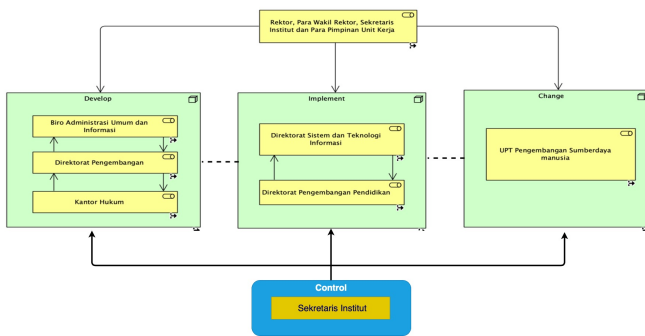 Rektor, Para Wakil Rektor, Sekretaris
Institut dan Para Pimpinan Unit Kerja
Develop
Biro Administrasi Umum dan
Informasi
Direktorat Pengembangan
Kantor Hukum
Implement
Direktorat Sistem dan Teknologi
Informasi
Direktorat Pengembangan Pendidikan
Change
UPT Pengembangan Sumberdaya
manusia
Control
Sekretaris Institut